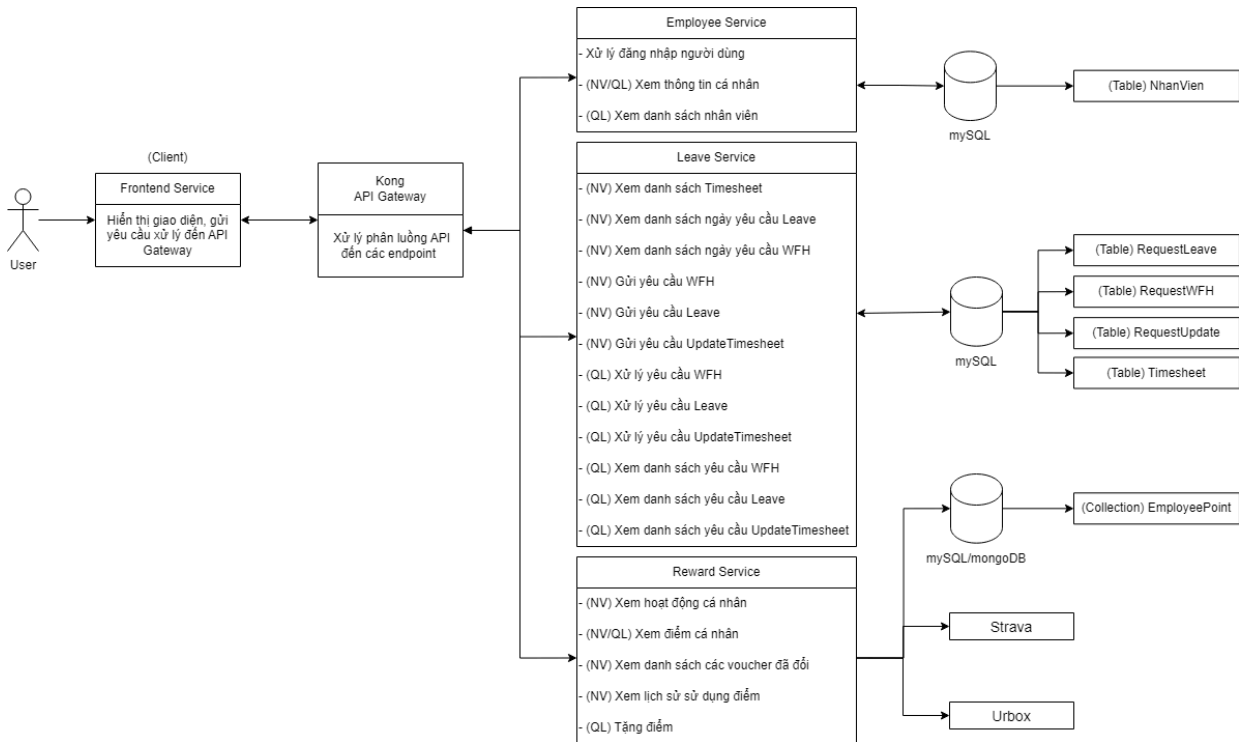 User
(Client)
Frontend Service
Hiển thị giao diện, gửi
yêu cầu xử lý đến API
Gateway
Kong
API Gateway
Xử lý phân luồng API
đến các endpoint
Employee Service
- Xử lý đăng nhập người dùng
- (NV/QL) Xem thông tin cá nhân
- (QL) Xem danh sách nhân viên
mySQL
(Table) NhanVien
Leave Service
- (NV) Xem danh sách Timesheet
- (NV) Xem danh sách ngày yêu cầu Leave
- (NV) Xem danh sách ngày yêu cầu WFH
- (NV) Gửi yêu cầu WFH
- (NV) Gửi yêu cầu Leave
- (NV) Gửi yêu cầu UpdateTimesheet
- (QL) Xử lý yêu cầu WFH
- (QL) Xử lý yêu cầu Leave
- (QL) Xử lý yêu cầu UpdateTimesheet
- (QL) Xem danh sách yêu cầu WFH
- (QL) Xem danh sách yêu cầu Leave
- (QL) Xem danh sách yêu cầu UpdateTimesheet
mySQL
(Table) RequestLeave
(Table) RequestWFH
(Table) RequestUpdate
(Table) Timesheet
Reward Service
- (NV) Xem hoạt động cá nhân
- (NV/QL) Xem điểm cá nhân
- (NV) Xem danh sách các voucher đã đổi
- (NV) Xem lịch sử sử dụng điểm
- (QL) Tặng điểm
mySQL/mongoDB
(Collection) EmployeePoint
Strava
Urbox